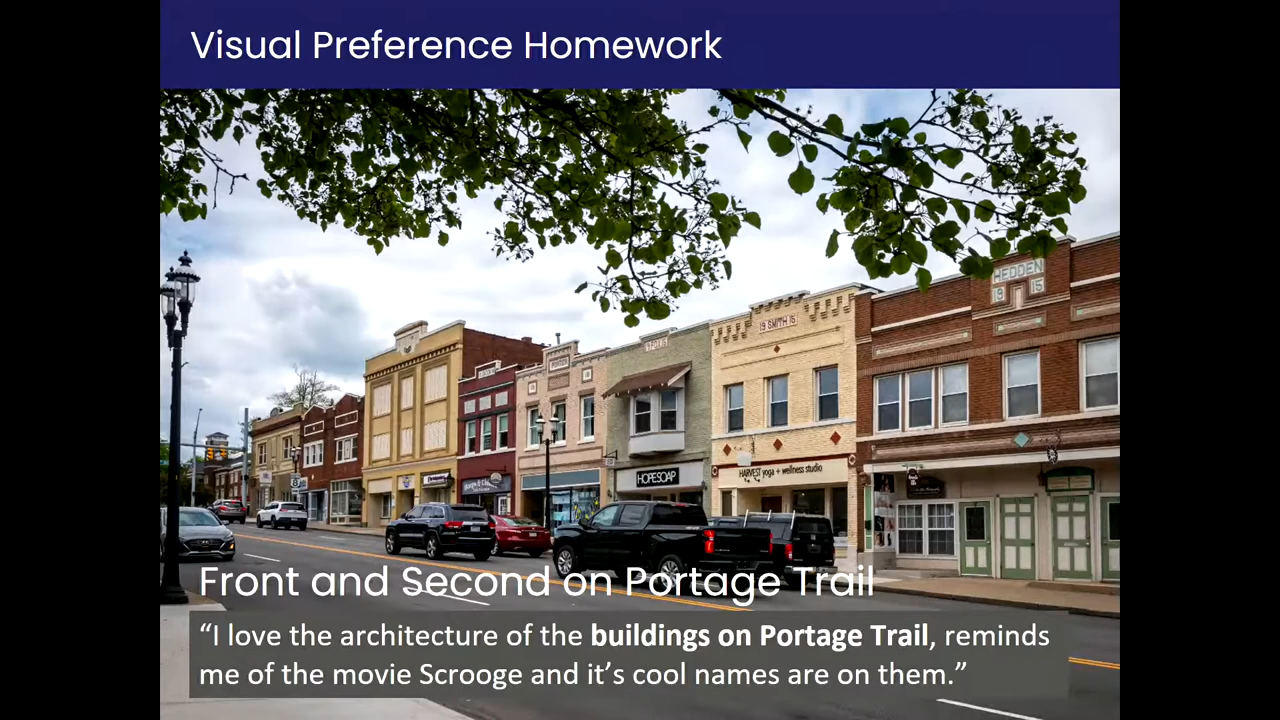 Visual Preference Homework
HEDDEN
19 15
19 SMITH 15
HOPESOAP
HARVEST yoga + wellness studio
Front and Second on Portage Trail
“I love the architecture of the buildings on Portage Trail, reminds
me of the movie Scrooge and it’s cool names are on them.”